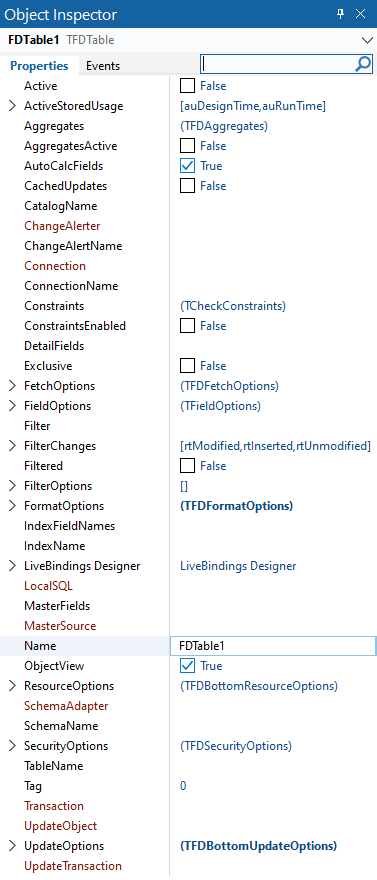 Object Inspector
FDTable1 TFDTable
Properties Events
Active False
ActiveStoredUsage [auDesignTime,auRunTime]
Aggregates (TFDAggregates)
AggregatesActive False
AutoCalcFields True
CachedUpdates False
CatalogName
ChangeAlerter
ChangeAlertName
Connection
ConnectionName
Constraints (TCheckConstraints)
ConstraintsEnabled False
DetailFields
Exclusive False
FetchOptions (TFDFetchOptions)
FieldOptions (TFieldOptions)
Filter
FilterChanges [rtModified,rtInserted,rtUnmodified]
Filtered False
FilterOptions []
FormatOptions (TFDFormatOptions)
IndexFieldNames
IndexName
LiveBindings Designer LiveBindings Designer
LocalSQL
MasterFields
MasterSource
Name FDTable1
ObjectView True
ResourceOptions (TFDBottomResourceOptions)
SchemaAdapter
SchemaName
SecurityOptions (TFDSecurityOptions)
TableName
Tag 0
Transaction
UpdateObject
UpdateOptions (TFDBottomUpdateOptions)
UpdateTransaction